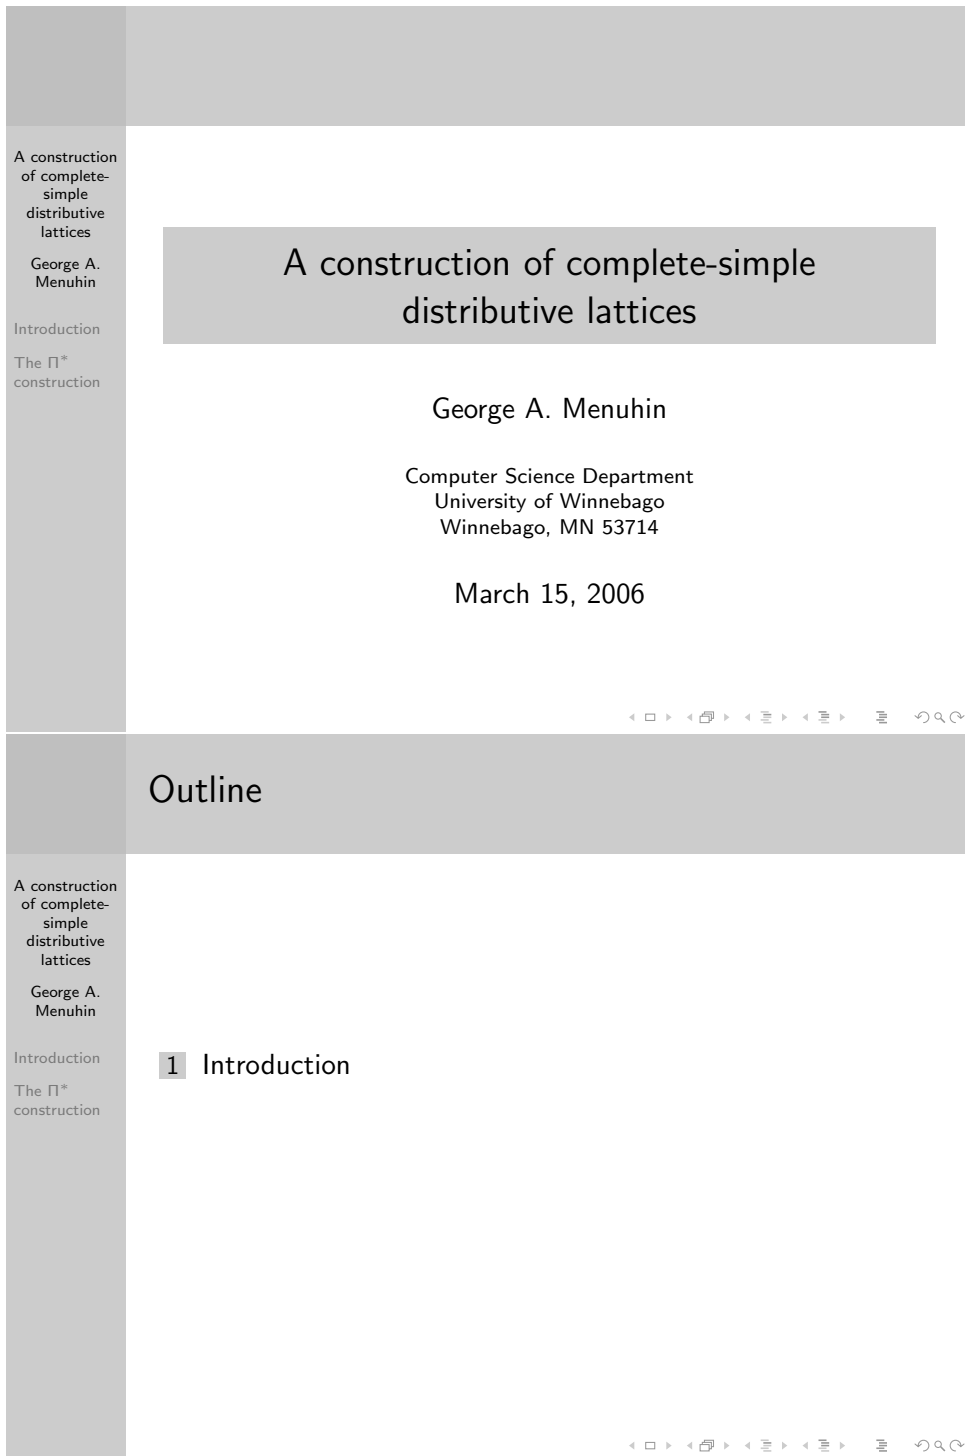 A construction
of complete-
simple
distributive
lattices
George A.
Menuhin
Introduction
The Π*
construction
A construction of complete-simple
distributive lattices
George A. Menuhin
Computer Science Department
University of Winnebago
Winnebago, MN 53714
March 15, 2006
Outline
A construction
of complete-
simple
distributive
lattices
George A.
Menuhin
Introduction
The Π*
construction
1 Introduction